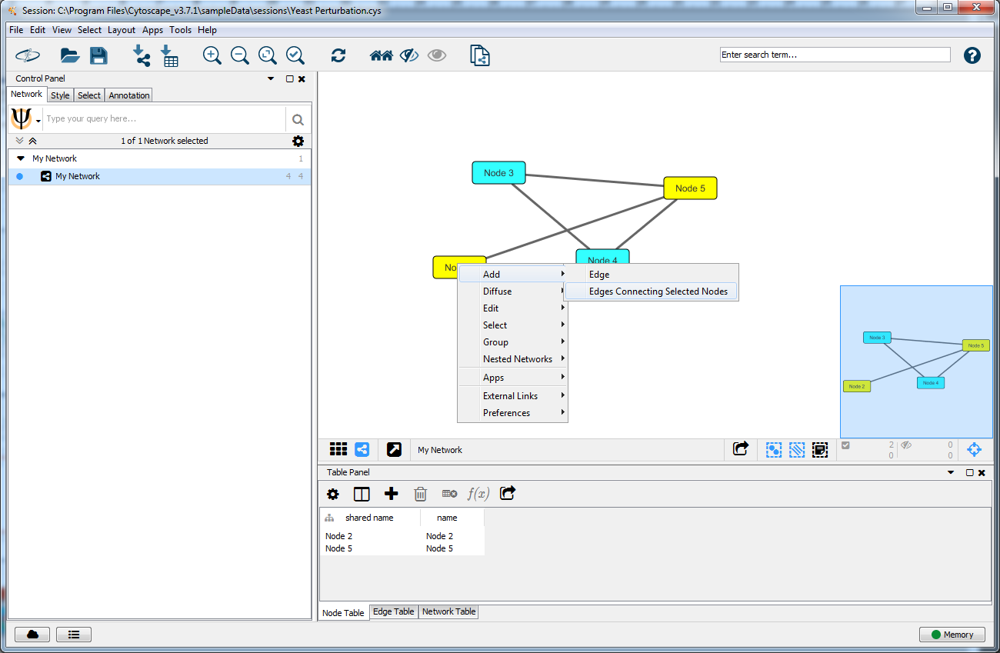 Session: C:\Program Files\Cytoscape_v3.7.1\sampleData\sessions\Yeast Perturbation.cys
File Edit View Select Layout Apps Tools Help
Enter search term...
Control Panel
Network Style Select Annotation
Type your query here...
1 of 1 Network selected
My Network 1
My Network 4 4
Node 3
Node 5
Node 4
No
Add
Edge
Diffuse
Edges Connecting Selected Nodes
Edit
Select
Group
Nested Networks
Apps
External Links
Preferences
Node 3
Node 5
Node 4
Node 2
My Network
2 0
0 0
Table Panel
f(x)
shared name name
Node 2 Node 2
Node 5 Node 5
Node Table Edge Table Network Table
Memory